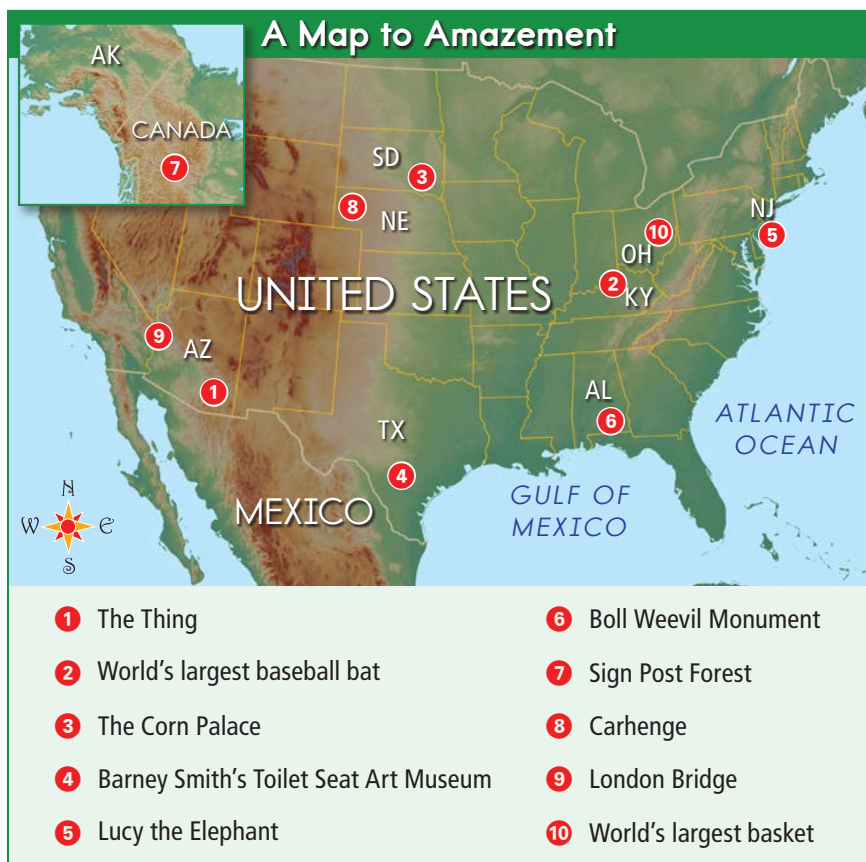 A Map to Amazement
AK
CANADA
7
SD
3
8
NE
NJ
5
10
OH
2
KY
UNITED STATES
9
AZ
1
AL
6
TX
4
ATLANTIC
OCEAN
GULF OF
MEXICO
MEXICO
N
W E
S
1 The Thing
2 World's largest baseball bat
3 The Corn Palace
4 Barney Smith's Toilet Seat Art Museum
5 Lucy the Elephant
6 Boll Weevil Monument
7 Sign Post Forest
8 Carhenge
9 London Bridge
10 World's largest basket